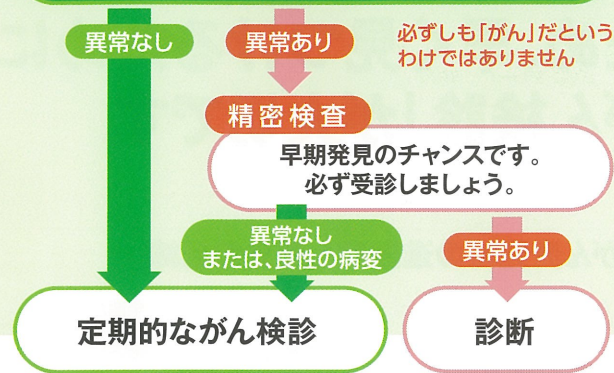 異常なし
異常あり
必ずしも「がん」だという
わけではありません
精密検査
早期発見のチャンスです。
必ず受診しましょう。
異常なし
または、良性の病変
異常あり
定期的ながん検診
診断